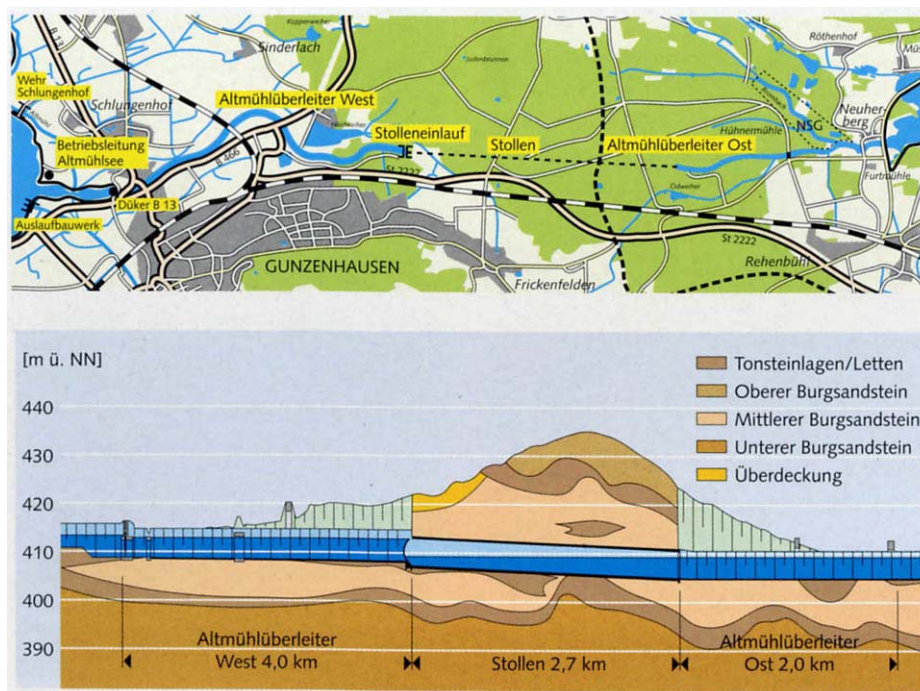 B 13
Sinderlach
Röthenhof
Wehr
Schlungenhof
Schlungenhof
Altmühlüberleiter West
Neuher-
berg
NSG
Betriebsleitung
Altmühlsee
Stolleneinlauf
Stollen
Altmühlüberleiter Ost
Hühnermühle
B 466
St 2222
Furtmühle
Düker B 13
Auslaufbauwerk
St 2222
GUNZENHAUSEN
Frickenfelden
Rehenbühl
[m ü. NN]
Tonsteinlagen/Letten
440
Oberer Burgsandstein
Mittlerer Burgsandstein
430
Unterer Burgsandstein
Überdeckung
420
410
400
390
Altmühlüberleiter
West 4,0 km
Stollen 2,7 km
Altmühlüberleiter
Ost 2,0 km